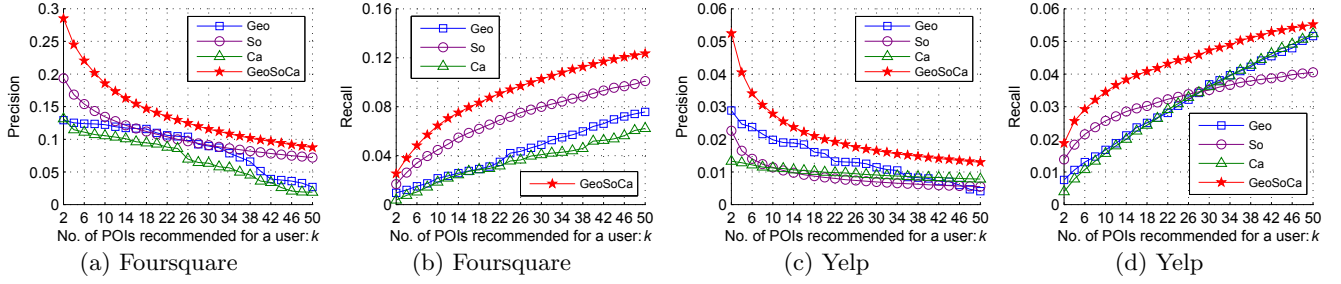 0.3
0.25
0.2
0.15
0.1
0.05
0
Precision
Geo
So
Ca
GeoSoCa
2 6 10 14 18 22 26 30 34 38 42 46 50
No. of POIs recommended for a user: k
(a) Foursquare
0.16
0.12
0.08
0.04
0
Recall
Geo
So
Ca
GeoSoCa
2 6 10 14 18 22 26 30 34 38 42 46 50
No. of POIs recommended for a user: k
(b) Foursquare
0.06
0.05
0.04
0.03
0.02
0.01
0
Precision
Geo
So
Ca
GeoSoCa
2 6 10 14 18 22 26 30 34 38 42 46 50
No. of POIs recommended for a user: k
(c) Yelp
0.06
0.05
0.04
0.03
0.02
0.01
0
Recall
Geo
So
Ca
GeoSoCa
2 6 10 14 18 22 26 30 34 38 42 46 50
No. of POIs recommended for a user: k
(d) Yelp